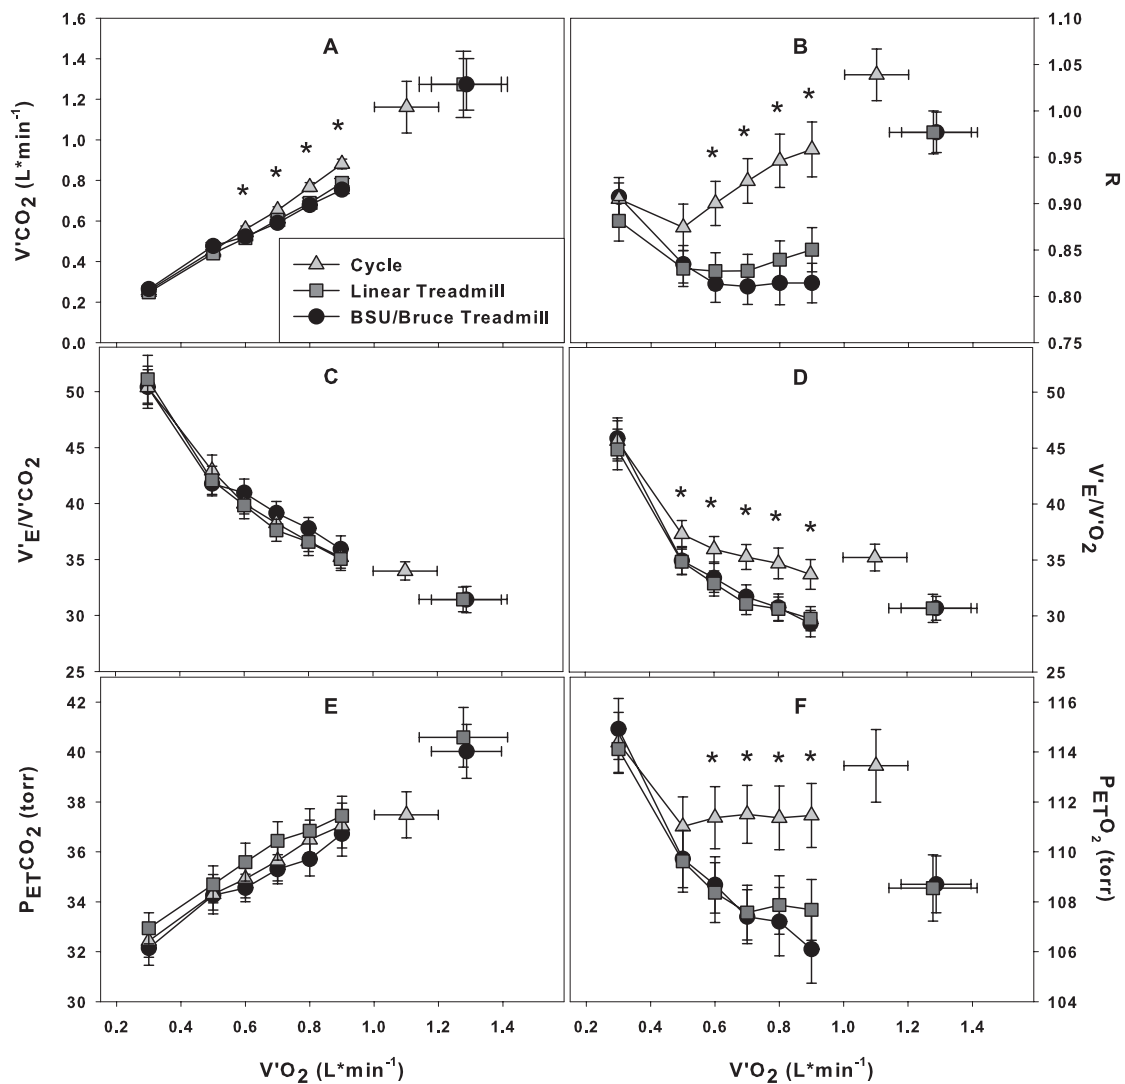 A
B
V'CO2 (L*min-1)
1.6
1.4
1.2
1.0
0.8
0.6
0.4
0.2
0.0
* * * *
Cycle
Linear Treadmill
BSU/Bruce Treadmill
* * * *
1.10
1.05
1.00
0.95
0.90
0.85
0.80
0.75
R
C
D
V'E/V'CO2
50
45
40
35
30
25
* * * * *
50
45
40
35
30
25
V'E/V'O2
E
F
PETCO2 (torr)
42
40
38
36
34
32
30
* * * *
116
114
112
110
108
106
104
PETO2 (torr)
0.2 0.4 0.6 0.8 1.0 1.2 1.4
0.2 0.4 0.6 0.8 1.0 1.2 1.4
V'O2 (L*min-1)
V'O2 (L*min-1)